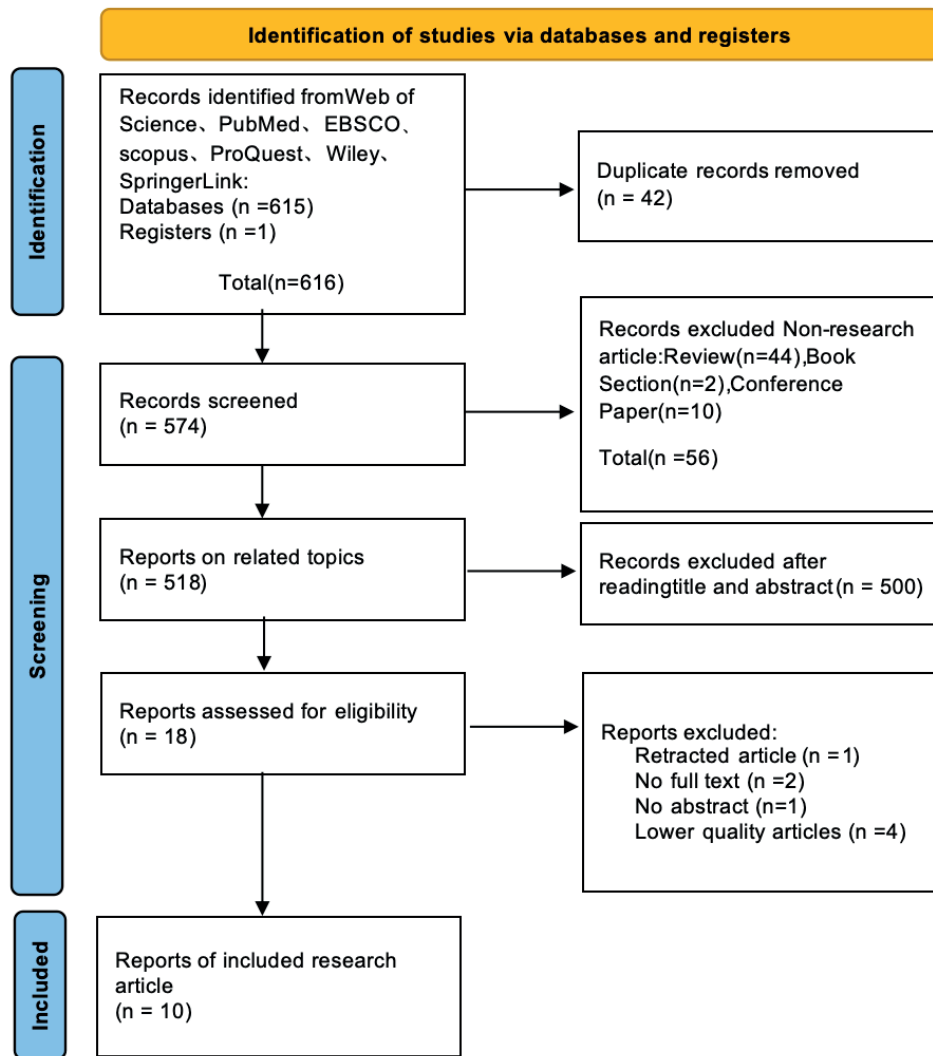 Identification of studies via databases and registers
Identification
Records identified fromWeb of
Science、PubMed、EBSCO、
scopus、ProQuest、Wiley、
SpringerLink:
Databases (n =615)
Registers (n =1)
Total(n=616)
Duplicate records removed
(n = 42)
Screening
Records screened
(n = 574)
Records excluded Non-research
article:Review(n=44),Book
Section(n=2),Conference
Paper(n=10)
Total(n =56)
Reports on related topics
(n = 518)
Records excluded after
readingtitle and abstract(n = 500)
Reports assessed for eligibility
(n = 18)
Reports excluded:
Retracted article (n =1)
No full text (n =2)
No abstract (n=1)
Lower quality articles (n =4)
Included
Reports of included research
article
(n = 10)